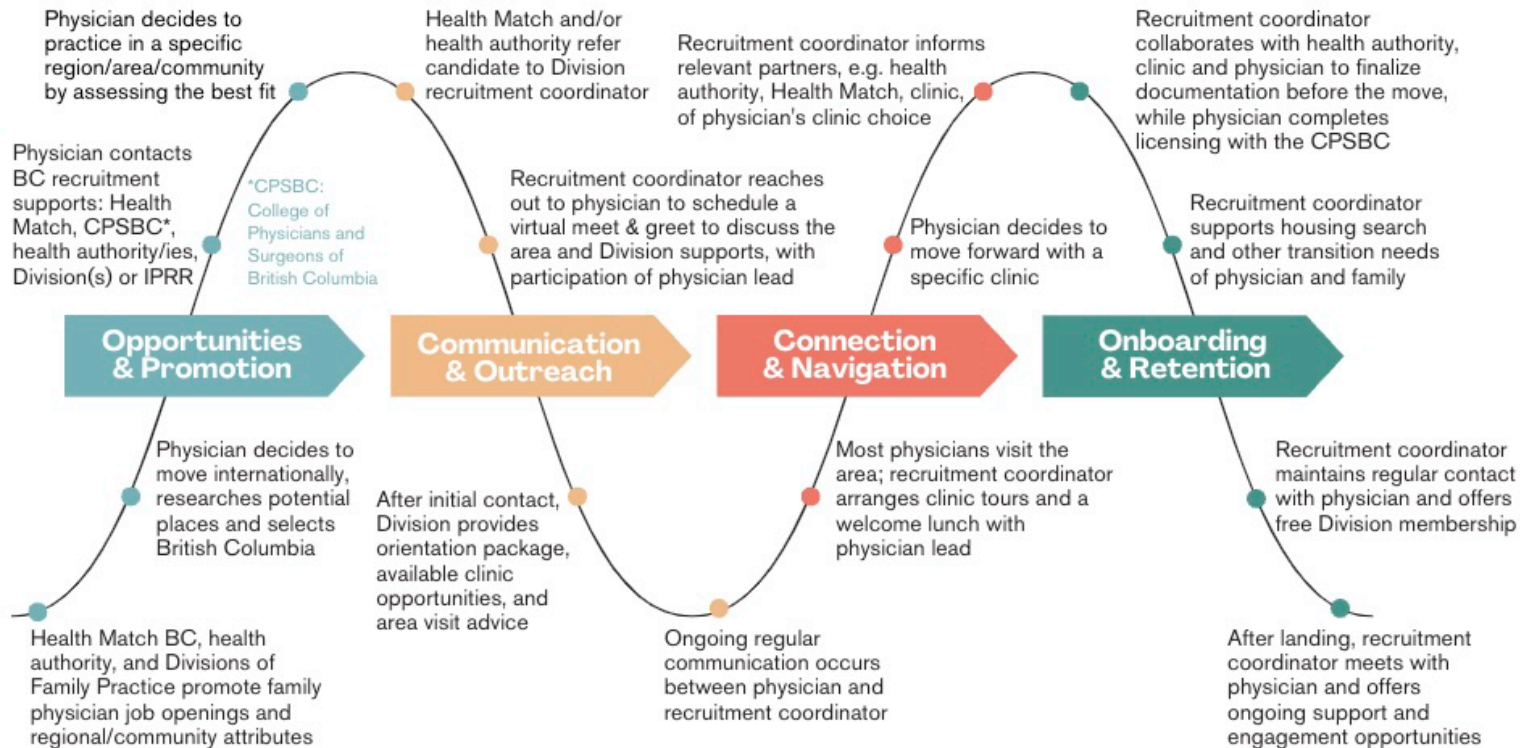 Health Match BC, health
authority, and Divisions of
Family Practice promote family
physician job openings and
regional/community attributes
Physician decides to
move internationally,
researches potential
places and selects
British Columbia
Opportunities
& Promotion
Physician contacts
BC recruitment
supports: Health
Match, CPSBC*,
health authority/ies,
Division(s) or IPRR
*CPSBC:
College of
Physicians and
Surgeons of
British Columbia
Physician decides to
practice in a specific
region/area/community
by assessing the best fit
Health Match and/or
health authority refer
candidate to Division
recruitment coordinator
Recruitment coordinator reaches
out to physician to schedule a
virtual meet & greet to discuss the
area and Division supports, with
participation of physician lead
Communication
& Outreach
After initial contact,
Division provides
orientation package,
available clinic
opportunities, and
area visit advice
Ongoing regular
communication occurs
between physician and
recruitment coordinator
Most physicians visit the
area; recruitment coordinator
arranges clinic tours and a
welcome lunch with
physician lead
Connection
& Navigation
Physician decides to
move forward with a
specific clinic
Recruitment coordinator informs
relevant partners, e.g. health
authority, Health Match, clinic,
of physician's clinic choice
Recruitment coordinator
collaborates with health authority,
clinic and physician to finalize
documentation before the move,
while physician completes
licensing with the CPSBC
Recruitment coordinator
supports housing search
and other transition needs
of physician and family
Onboarding
& Retention
Recruitment coordinator
maintains regular contact
with physician and offers
free Division membership
After landing, recruitment
coordinator meets with
physician and offers
ongoing support and
engagement opportunities